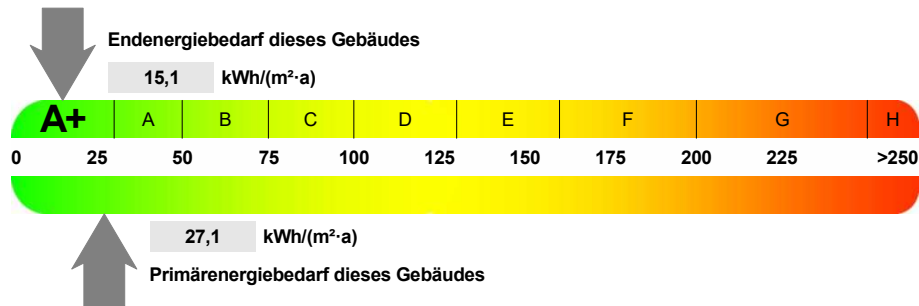 Endenergiebedarf dieses Gebäudes
15,1 kWh/(m²·a)
A+ A B C D E F G H
0 25 50 75 100 125 150 175 200 225 >250
27,1 kWh/(m²·a)
Primärenergiebedarf dieses Gebäudes